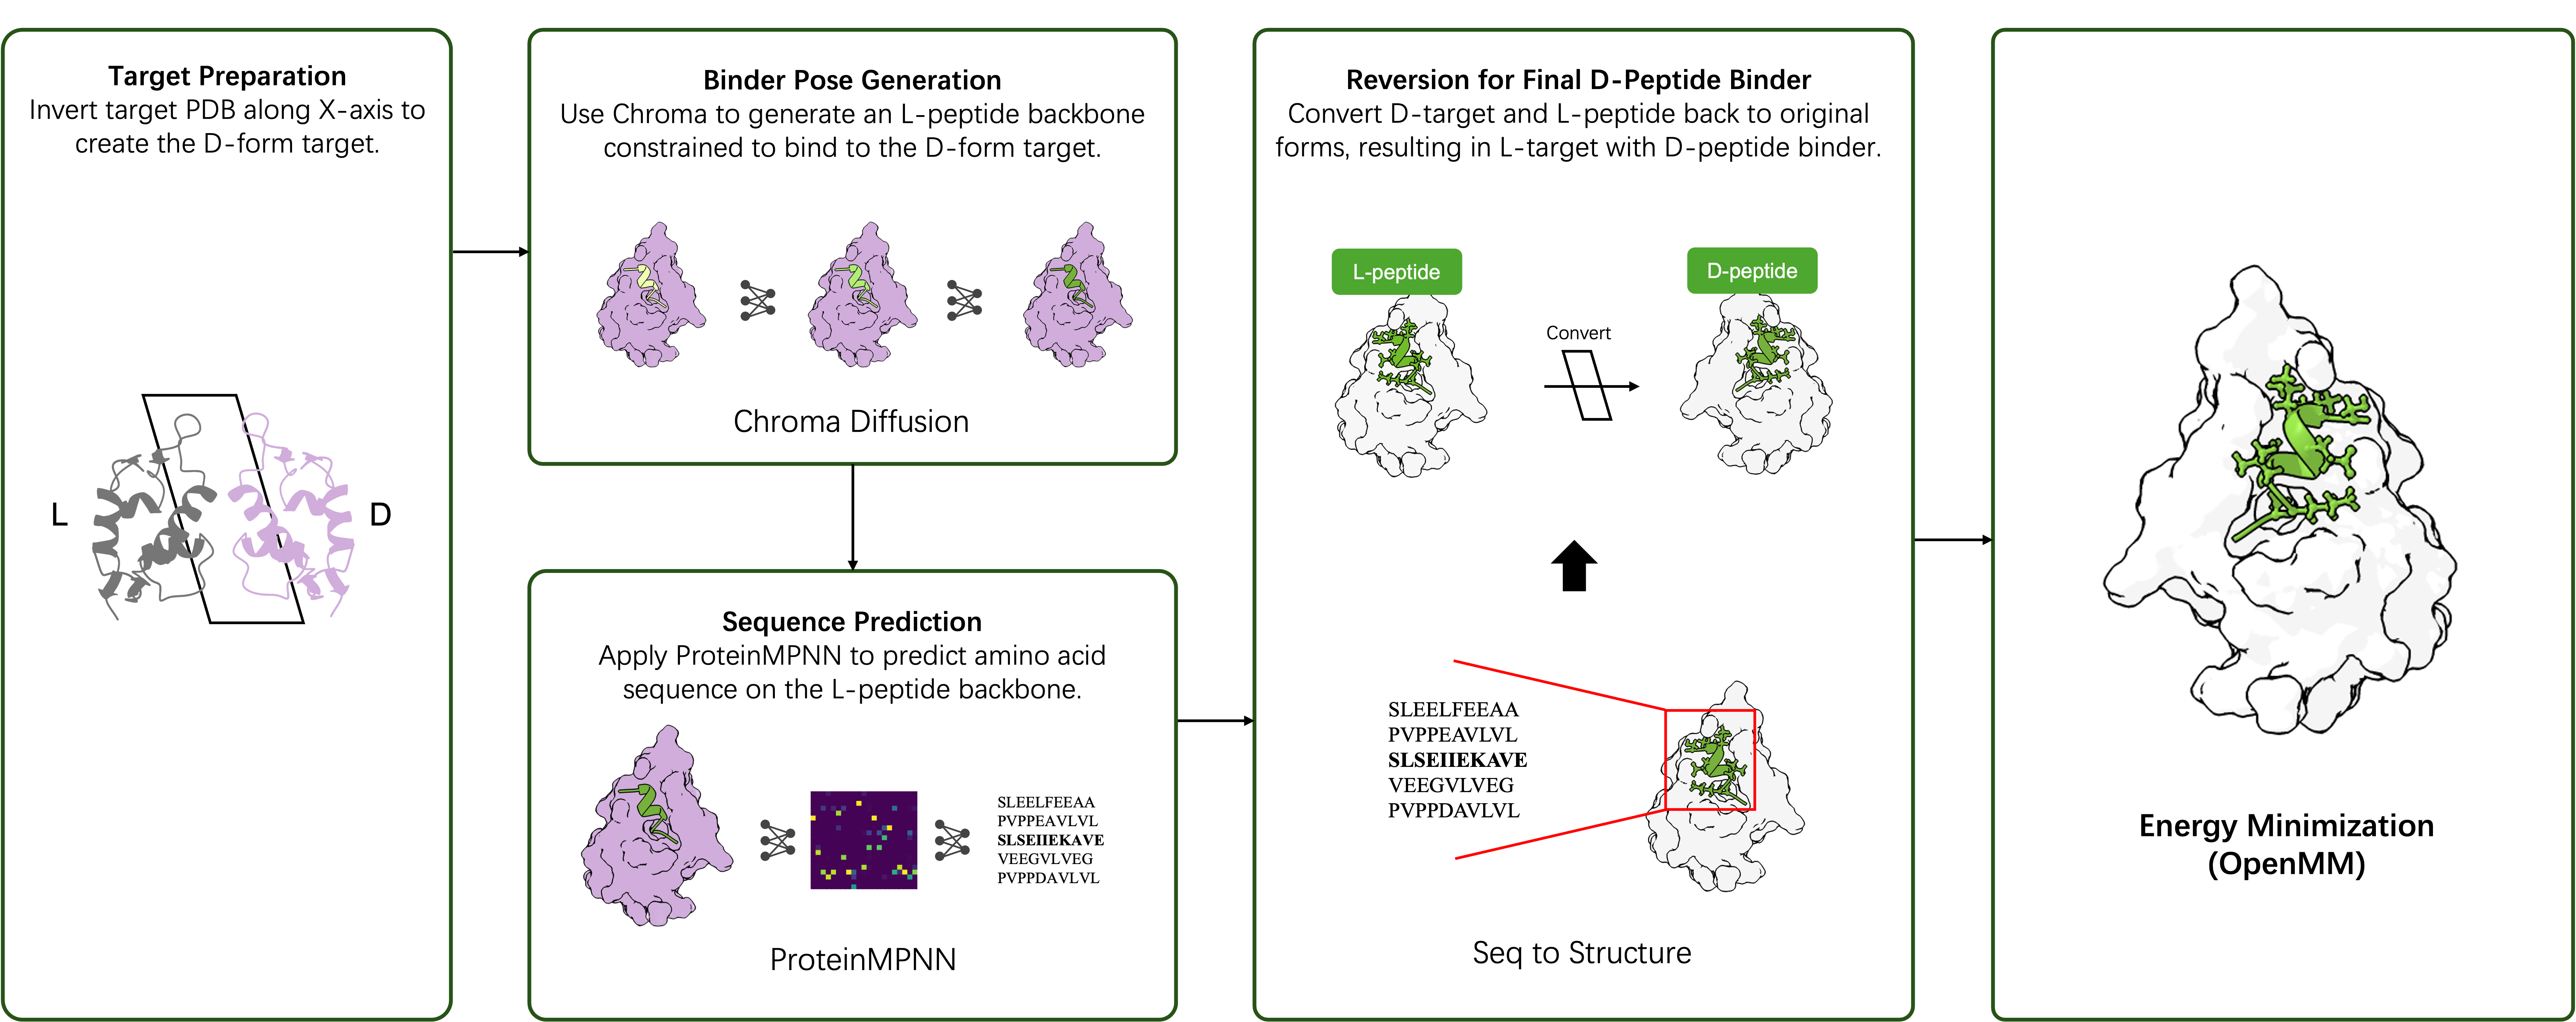 Target Preparation
Invert target PDB along X-axis to
create the D-form target.
L
D
Binder Pose Generation
Use Chroma to generate an L-peptide backbone
constrained to bind to the D-form target.
Chroma Diffusion
Sequence Prediction
Apply ProteinMPNN to predict amino acid
sequence on the L-peptide backbone.
SLEELFEEAA
PVPPEAVLVL
SLSEIIEKAVE
VEEGVLVEG
PVPPDAVLVL
ProteinMPNN
Reversion for Final D-Peptide Binder
Convert D-target and L-peptide back to original
forms, resulting in L-target with D-peptide binder.
L-peptide
D-peptide
Convert
SLEELFEEAA
PVPPEAVLVL
SLSEIIEKAVE
VEEGVLVEG
PVPPDAVLVL
Seq to Structure
Energy Minimization
(OpenMM)